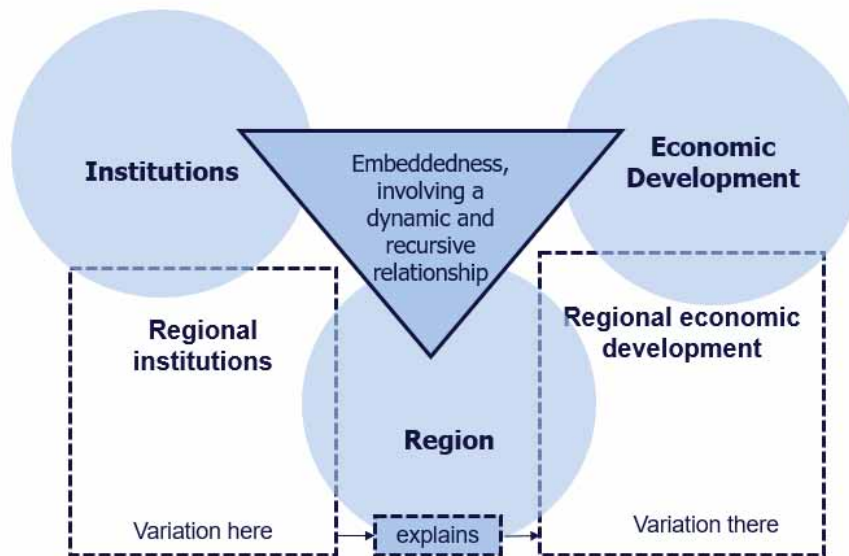 Institutions
Embeddedness,
involving a
dynamic and
recursive
relationship
Economic
Development
Regional
institutions
Regional economic
development
Region
Variation here
explains
Variation there